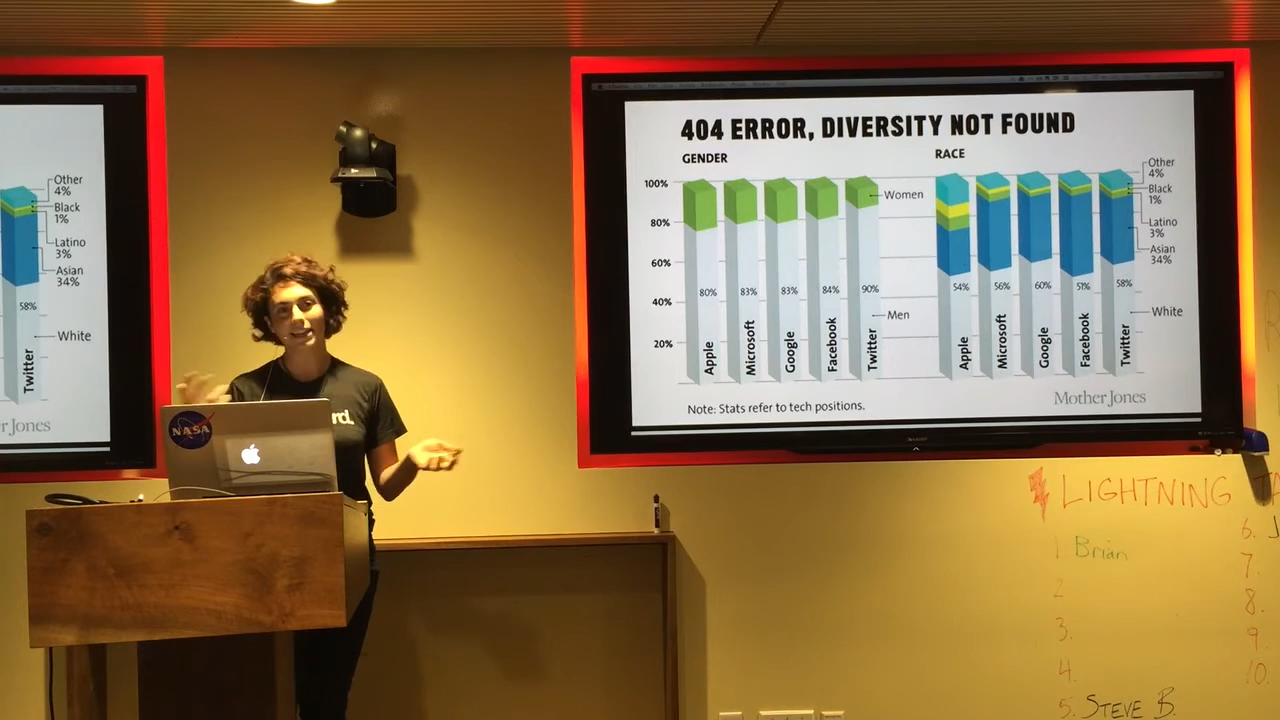 Other
4%
Black
1%
Latino
3%
Asian
34%
58%
White
Twitter
r Jones
NASA
rd.
404 ERROR, DIVERSITY NOT FOUND
GENDER
RACE
100%
80%
60%
40%
20%
Women
Men
80%
83%
83%
84%
90%
Apple
Microsoft
Google
Facebook
Twitter
54%
56%
60%
51%
58%
Apple
Microsoft
Google
Facebook
Twitter
Other
4%
Black
1%
Latino
3%
Asian
34%
White
Note: Stats refer to tech positions.
Mother Jones
SHARP
LIGHTNING TA
1. Brian
2
3.
4.
5. STEVE B.
6. J
7.
8.
9.
10.